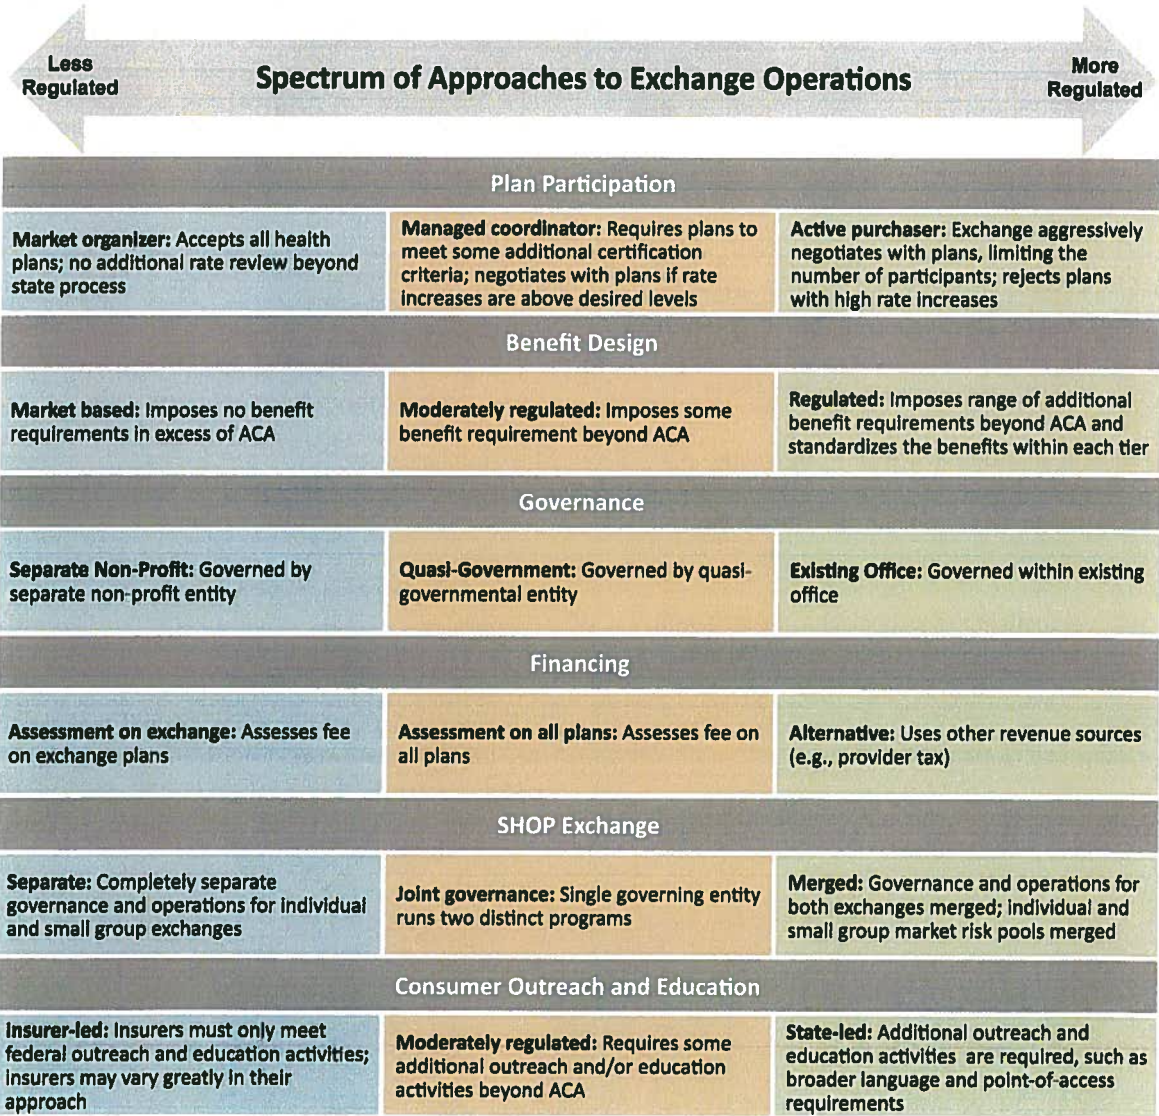 Less
Regulated
Spectrum of Approaches to Exchange Operations
More
Regulated
Plan Participation
Market organizer: Accepts all health
plans; no additional rate review beyond
state process
Managed coordinator: Requires plans to
meet some additional certification
criteria; negotiates with plans if rate
increases are above desired levels
Active purchaser: Exchange aggressively
negotiates with plans, limiting the
number of participants; rejects plans
with high rate increases
Benefit Design
Market based: Imposes no benefit
requirements in excess of ACA
Moderately regulated: Imposes some
benefit requirement beyond ACA
Regulated: Imposes range of additional
benefit requirements beyond ACA and
standardizes the benefits within each tier
Governance
Separate Non-Profit: Governed by
separate non-profit entity
Quasi-Government: Governed by quasi-
governmental entity
Existing Office: Governed within existing
office
Financing
Assessment on exchange: Assesses fee
on exchange plans
Assessment on all plans: Assesses fee on
all plans
Alternative: Uses other revenue sources
(e.g., provider tax)
SHOP Exchange
Separate: Completely separate
governance and operations for individual
and small group exchanges
Joint governance: Single governing entity
runs two distinct programs
Merged: Governance and operations for
both exchanges merged; individual and
small group market risk pools merged
Consumer Outreach and Education
Insurer-led: Insurers must only meet
federal outreach and education activities;
insurers may vary greatly in their
approach
Moderately regulated: Requires some
additional outreach and/or education
activities beyond ACA
State-led: Additional outreach and
education activities are required, such as
broader language and point-of-access
requirements